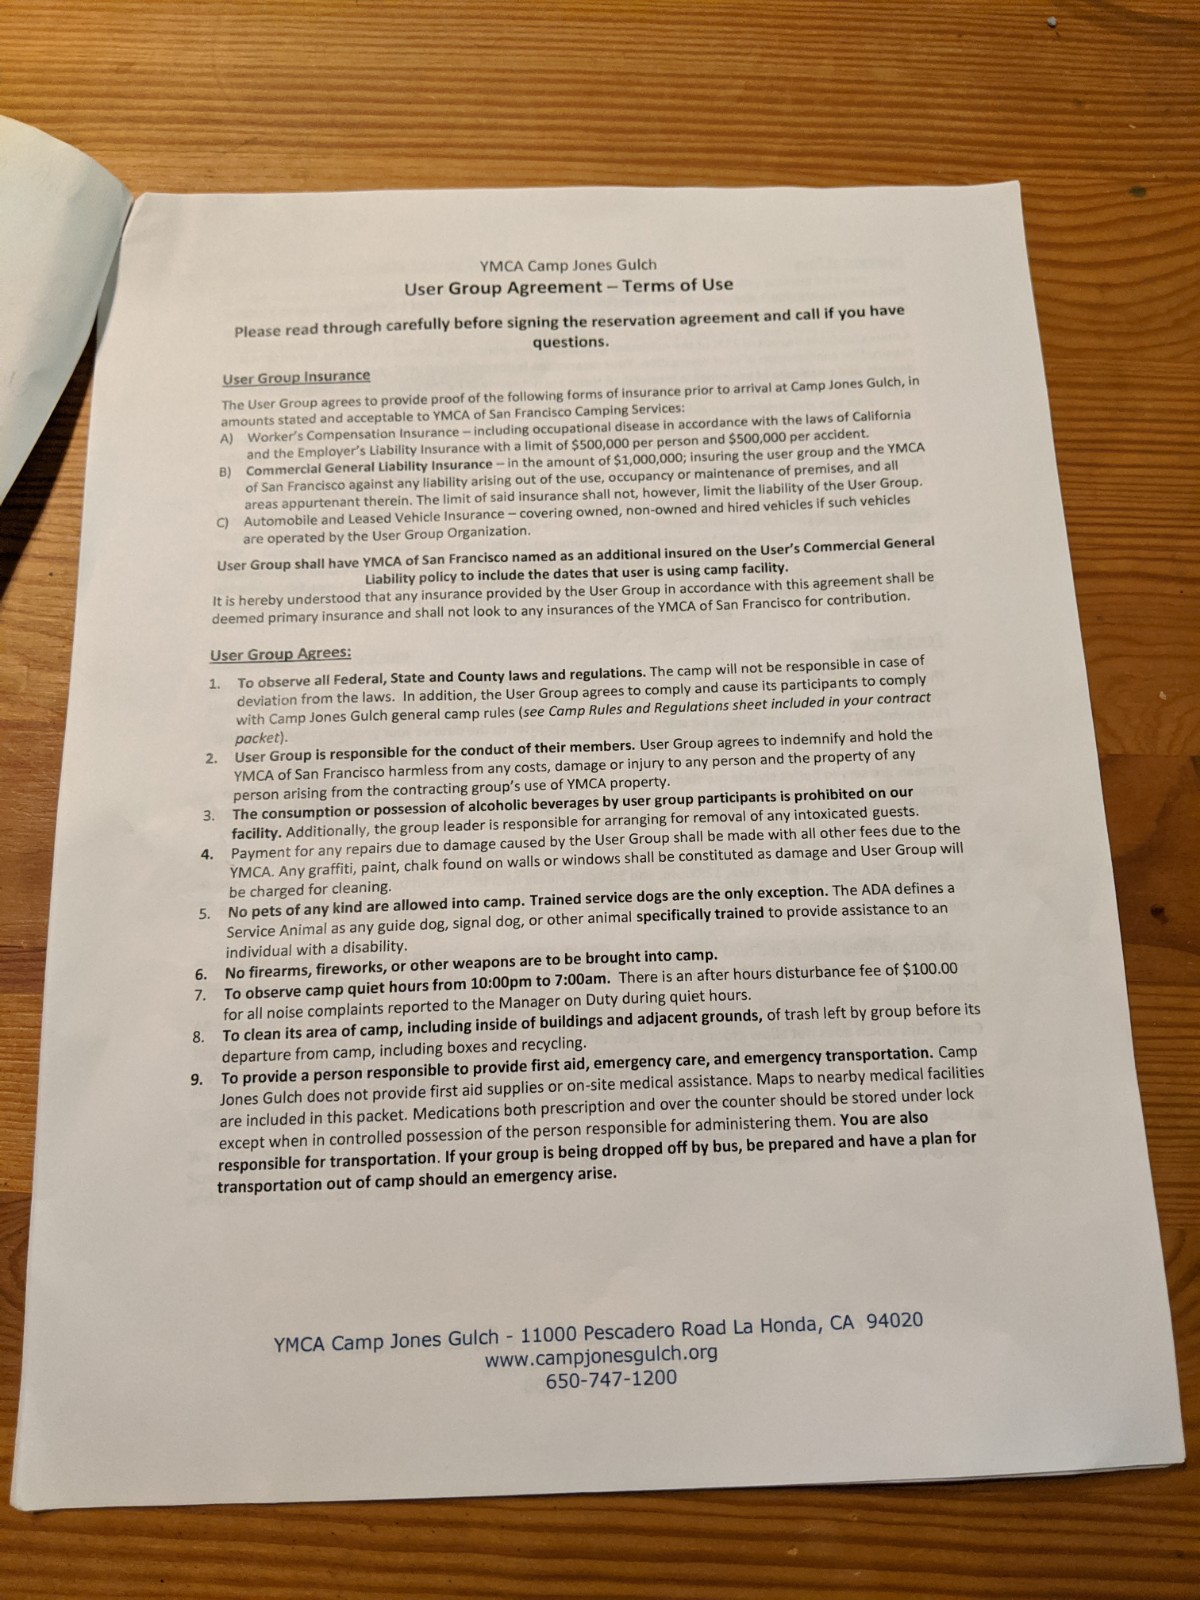 YMCA Camp Jones Gulch
User Group Agreement – Terms of Use
Please read through carefully before signing the reservation agreement and call if you have
questions.
User Group Insurance
The User Group agrees to provide proof of the following forms of insurance prior to arrival at Camp Jones Gulch, in
amounts stated and acceptable to YMCA of San Francisco Camping Services:
A) Worker's Compensation Insurance – including occupational disease in accordance with the laws of California
and the Employer's Liability Insurance with a limit of $500,000 per person and $500,000 per accident.
B) Commercial General Liability Insurance – in the amount of $1,000,000; insuring the user group and the YMCA
of San Francisco against any liability arising out of the use, occupancy or maintenance of premises, and all
areas appurtenant therein. The limit of said insurance shall not, however, limit the liability of the User Group.
C) Automobile and Leased Vehicle Insurance – covering owned, non-owned and hired vehicles if such vehicles
are operated by the User Group Organization.
User Group shall have YMCA of San Francisco named as an additional insured on the User's Commercial General
Liability policy to include the dates that user is using camp facility.
It is hereby understood that any insurance provided by the User Group in accordance with this agreement shall be
deemed primary insurance and shall not look to any insurances of the YMCA of San Francisco for contribution.
User Group Agrees:
1. To observe all Federal, State and County laws and regulations. The camp will not be responsible in case of
deviation from the laws. In addition, the User Group agrees to comply and cause its participants to comply
with Camp Jones Gulch general camp rules (see Camp Rules and Regulations sheet included in your contract
packet).
2. User Group is responsible for the conduct of their members. User Group agrees to indemnify and hold the
YMCA of San Francisco harmless from any costs, damage or injury to any person and the property of any
person arising from the contracting group's use of YMCA property.
3. The consumption or possession of alcoholic beverages by user group participants is prohibited on our
facility. Additionally, the group leader is responsible for arranging for removal of any intoxicated guests.
4. Payment for any repairs due to damage caused by the User Group shall be made with all other fees due to the
YMCA. Any graffiti, paint, chalk found on walls or windows shall be constituted as damage and User Group will
be charged for cleaning.
5. No pets of any kind are allowed into camp. Trained service dogs are the only exception. The ADA defines a
Service Animal as any guide dog, signal dog, or other animal specifically trained to provide assistance to an
individual with a disability.
6. No firearms, fireworks, or other weapons are to be brought into camp.
7. To observe camp quiet hours from 10:00pm to 7:00am. There is an after hours disturbance fee of $100.00
for all noise complaints reported to the Manager on Duty during quiet hours.
8. To clean its area of camp, including inside of buildings and adjacent grounds, of trash left by group before its
departure from camp, including boxes and recycling.
9. To provide a person responsible to provide first aid, emergency care, and emergency transportation. Camp
Jones Gulch does not provide first aid supplies or on-site medical assistance. Maps to nearby medical facilities
are included in this packet. Medications both prescription and over the counter should be stored under lock
except when in controlled possession of the person responsible for administering them. You are also
responsible for transportation. If your group is being dropped off by bus, be prepared and have a plan for
transportation out of camp should an emergency arise.
YMCA Camp Jones Gulch - 11000 Pescadero Road La Honda, CA 94020
www.campjonesgulch.org
650-747-1200